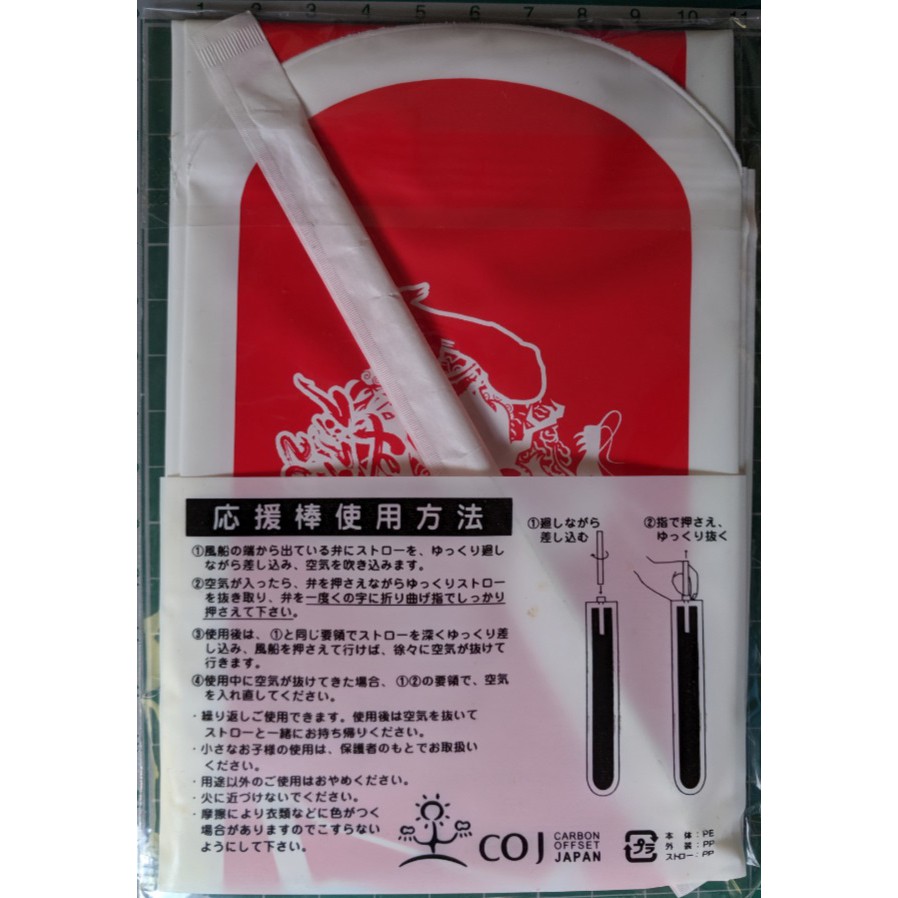 1 2 3 4 5 6 7 8 9 10 11
応援棒使用方法
①風船の端から出ている弁にストローを、ゆっくり廻し
ながら差し込み、空気を吹き込みます。
②空気が入ったら、弁を押さえながらゆっくりストロー
を抜き取り、弁を一度くの字に折り曲げ指でしっかり
押さえて下さい。
③使用後は、①と同じ要領でストローを深くゆっくり差
し込み、風船を押さえて行けば、徐々に空気が抜けて
行きます。
④使用中に空気が抜けてきた場合、①②の要領で、空気
を入れ直してください。
・繰り返しご使用できます。使用後は空気を抜いて
ストローと一緒にお持ち帰りください。
・小さなお子様の使用は、保護者のもとでお取扱い
ください。
・用途以外のご使用はおやめください。
・火に近づけないでください。
・摩擦により衣類などに色がつく
場合がありますのでこすらない
ようにして下さい。
①廻しながら
差し込む
②指で押さえ、
ゆっくり抜く
COJ
CARBON
OFFSET
JAPAN
プラ
本体：PE
外装：PP
ストロー：PP